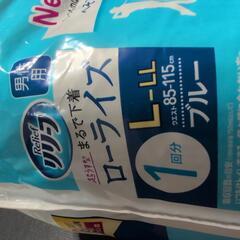 New
男性用
Relief
リリーフ
まるで下着
ローライズ
L-LL
ウエスト85-115cm
ブルー
1回分